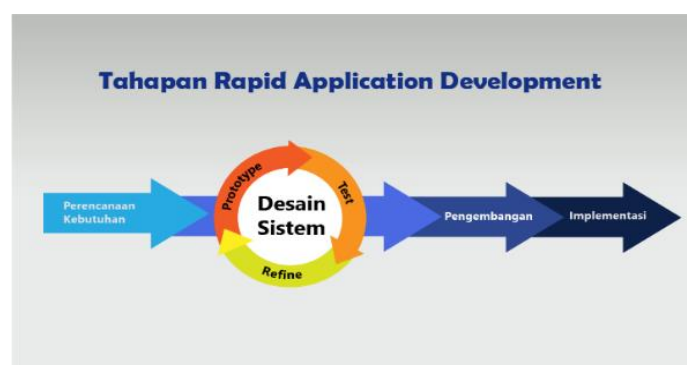 Tahapan Rapid Application Development
Perencanaan
Kebutuhan
Prototype
Test
Desain
Sistem
Refine
Pengembangan
Implementasi